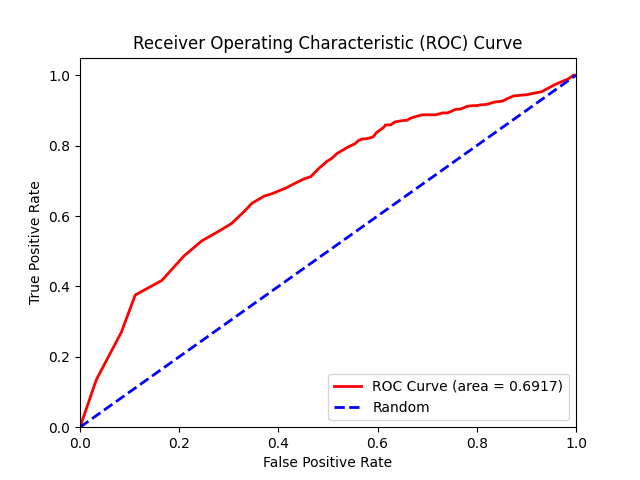 Receiver Operating Characteristic (ROC) Curve
True Positive Rate
1.0
0.8
0.6
0.4
0.2
0.0
0.0 0.2 0.4 0.6 0.8 1.0
False Positive Rate
ROC Curve (area = 0.6917)
Random